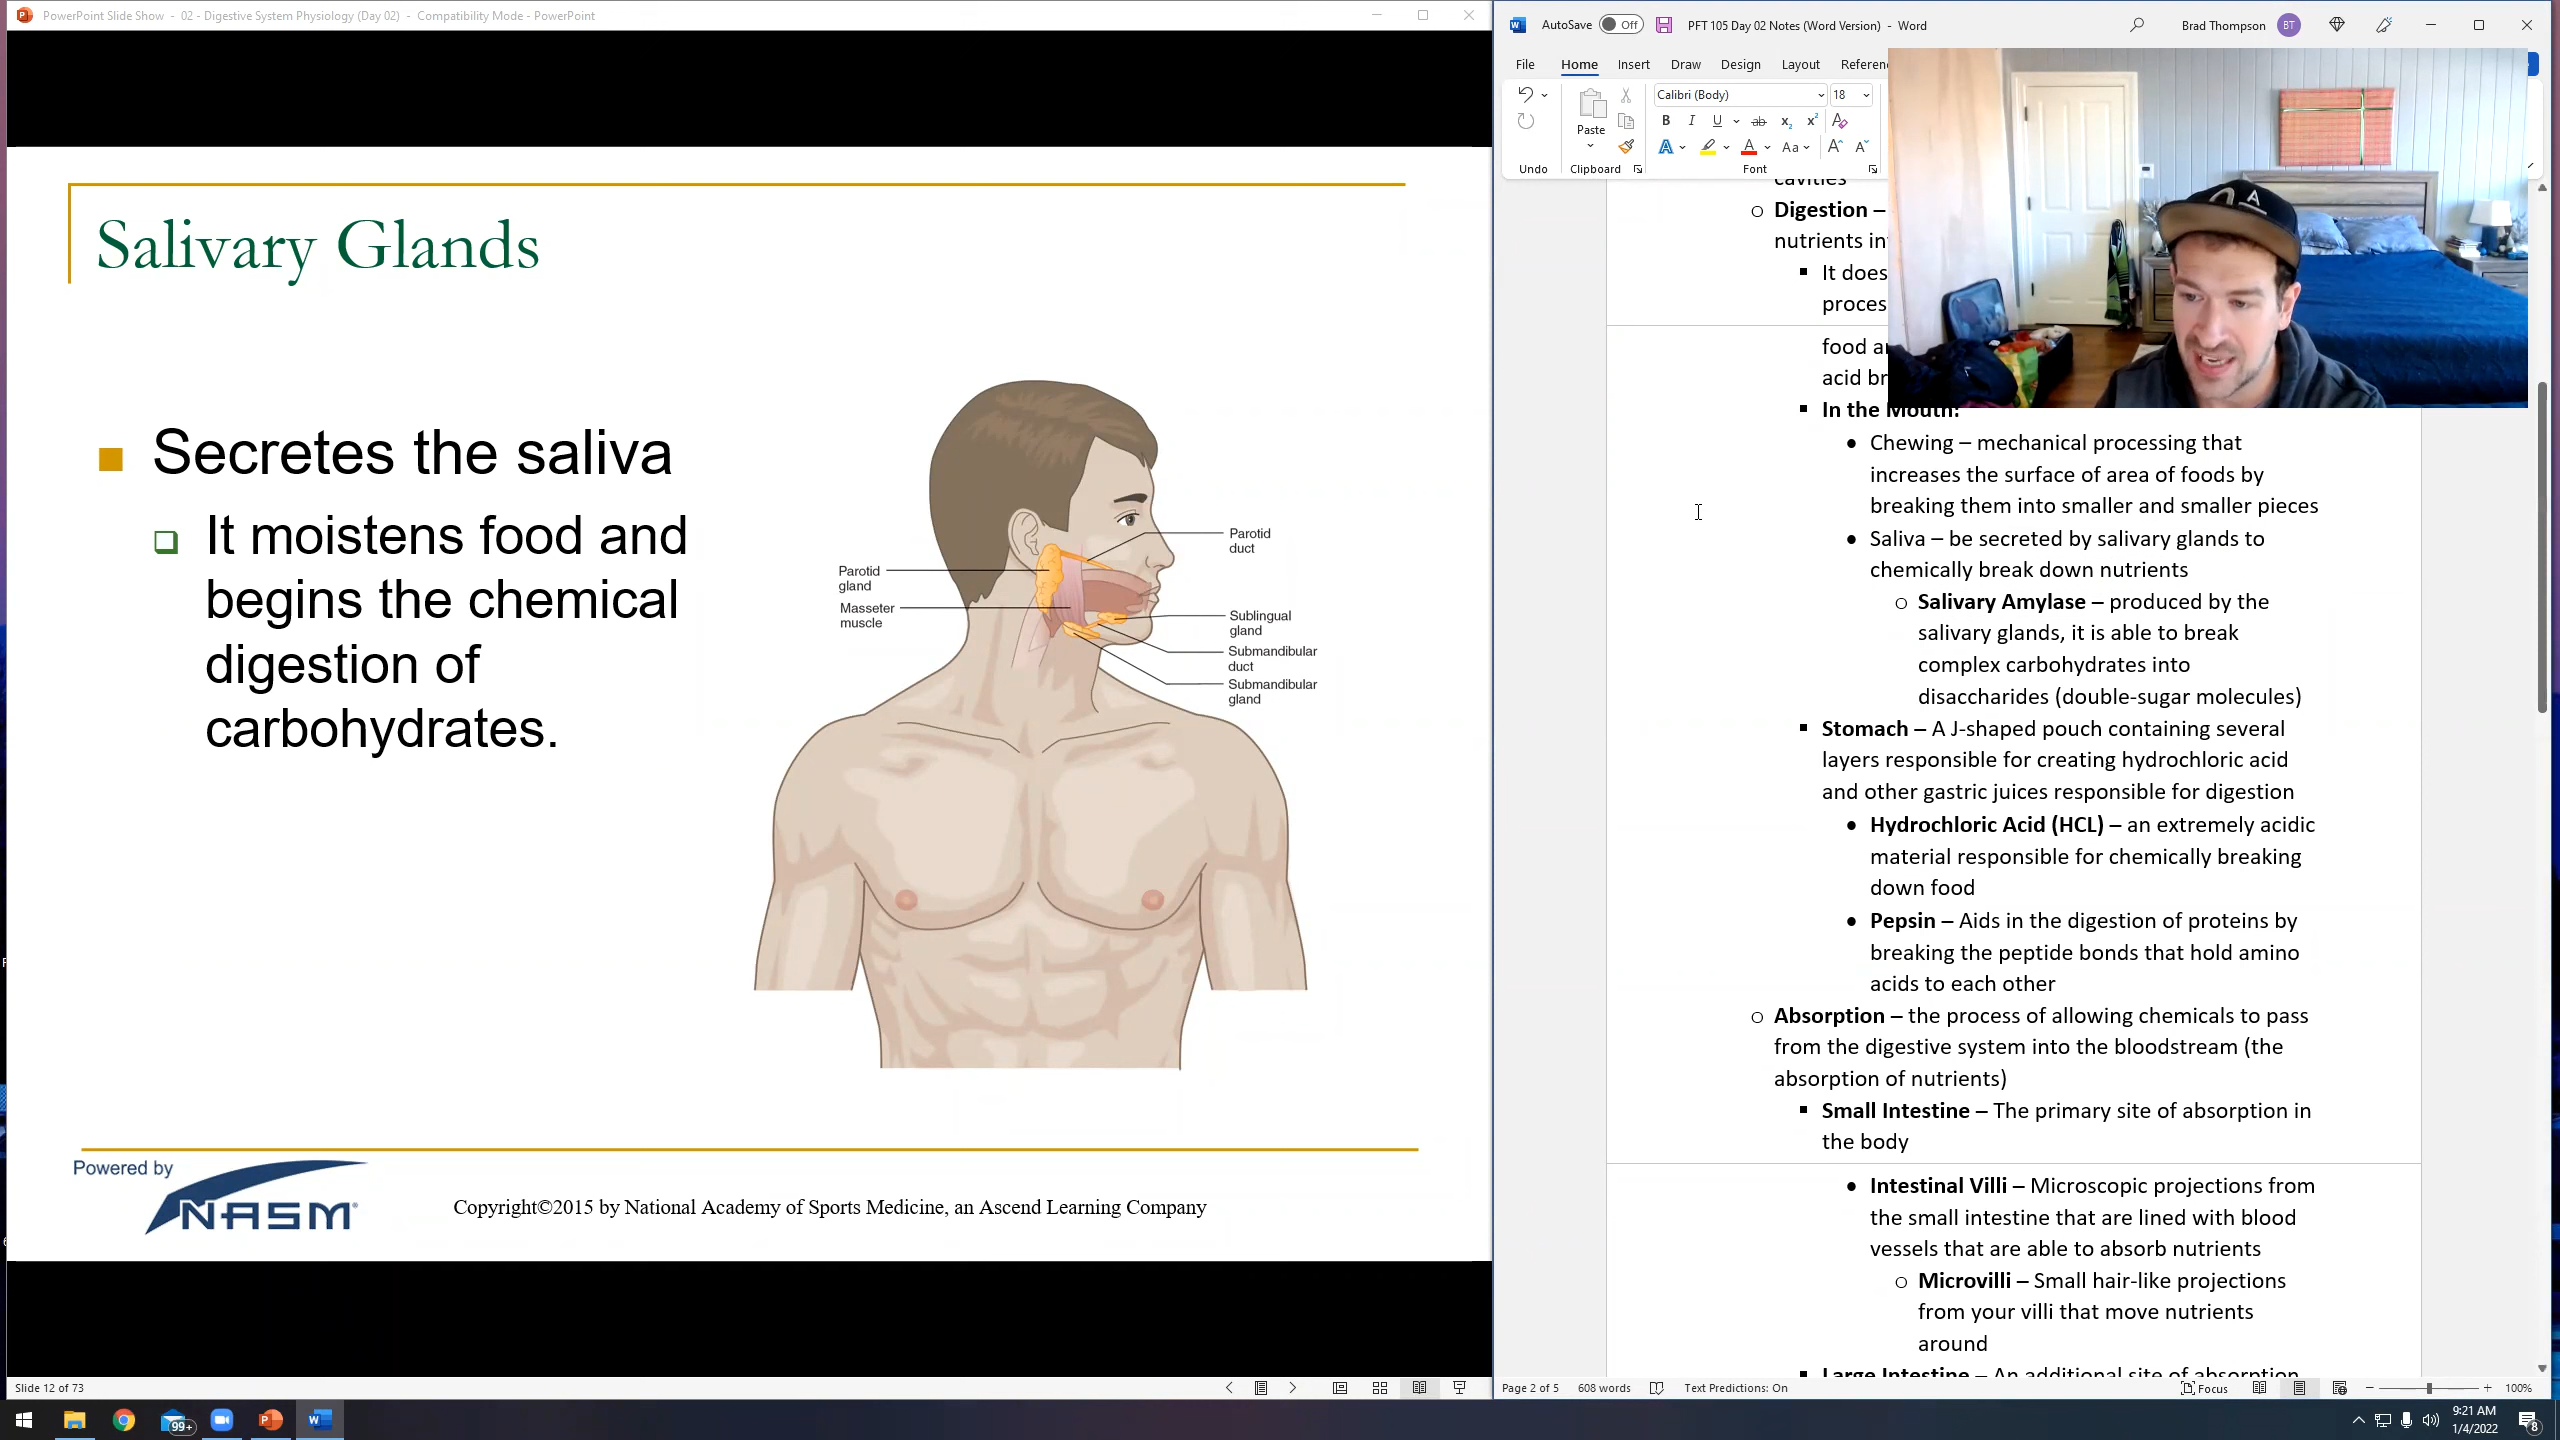 PowerPoint Slide Show - 02 - Digestive System Physiology (Day 02) - Compatibility Mode - PowerPoint
Salivary Glands
Secretes the saliva
It moistens food and
begins the chemical
digestion of
carbohydrates.
Parotid
duct
Parotid
gland
Masseter
muscle
Sublingual
gland
Submandibular
duct
Submandibular
gland
Powered by
NASM
Copyright©2015 by National Academy of Sports Medicine, an Ascend Learning Company
Slide 12 of 73
AutoSave Off PFT 105 Day 02 Notes (Word Version) - Word Brad Thompson BT
File Home Insert Draw Design Layout Referen
Calibri (Body) 18
Paste
Undo Clipboard Font
cavities
Digestion –
nutrients in
It does
proces
food a
acid br
In the Mouth:
Chewing – mechanical processing that
increases the surface of area of foods by
breaking them into smaller and smaller pieces
Saliva – be secreted by salivary glands to
chemically break down nutrients
Salivary Amylase – produced by the
salivary glands, it is able to break
complex carbohydrates into
disaccharides (double-sugar molecules)
Stomach – A J-shaped pouch containing several
layers responsible for creating hydrochloric acid
and other gastric juices responsible for digestion
Hydrochloric Acid (HCL) – an extremely acidic
material responsible for chemically breaking
down food
Pepsin – Aids in the digestion of proteins by
breaking the peptide bonds that hold amino
acids to each other
Absorption – the process of allowing chemicals to pass
from the digestive system into the bloodstream (the
absorption of nutrients)
Small Intestine – The primary site of absorption in
the body
Intestinal Villi – Microscopic projections from
the small intestine that are lined with blood
vessels that are able to absorb nutrients
Microvilli – Small hair-like projections
from your villi that move nutrients
around
Large Intestine – An additional site of absorption
Page 2 of 5 608 words Text Predictions: On Focus 100%
99+
9:21 AM
1/4/2022
8